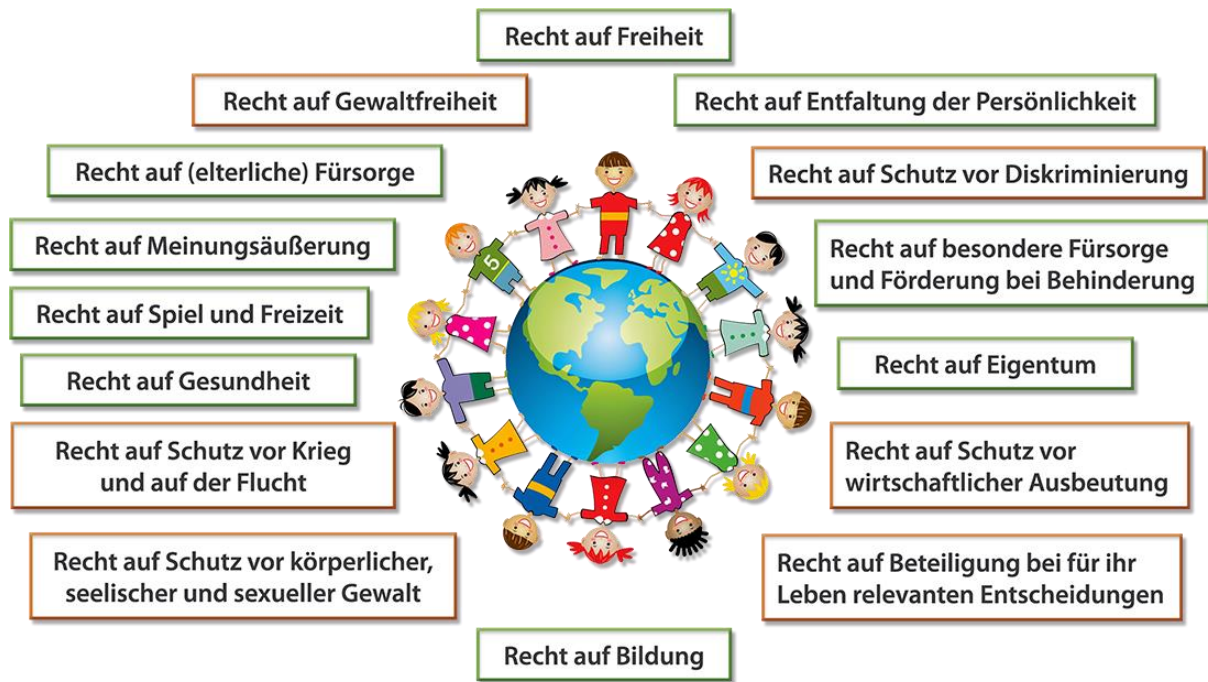 Recht auf Freiheit
Recht auf Gewaltfreiheit
Recht auf Entfaltung der Persönlichkeit
Recht auf (elterliche) Fürsorge
Recht auf Schutz vor Diskriminierung
Recht auf Meinungsäußerung
Recht auf besondere Fürsorge
und Förderung bei Behinderung
Recht auf Spiel und Freizeit
Recht auf Gesundheit
Recht auf Eigentum
Recht auf Schutz vor Krieg
und auf der Flucht
Recht auf Schutz vor
wirtschaftlicher Ausbeutung
Recht auf Schutz vor körperlicher,
seelischer und sexueller Gewalt
Recht auf Beteiligung bei für ihr
Leben relevanten Entscheidungen
Recht auf Bildung
5